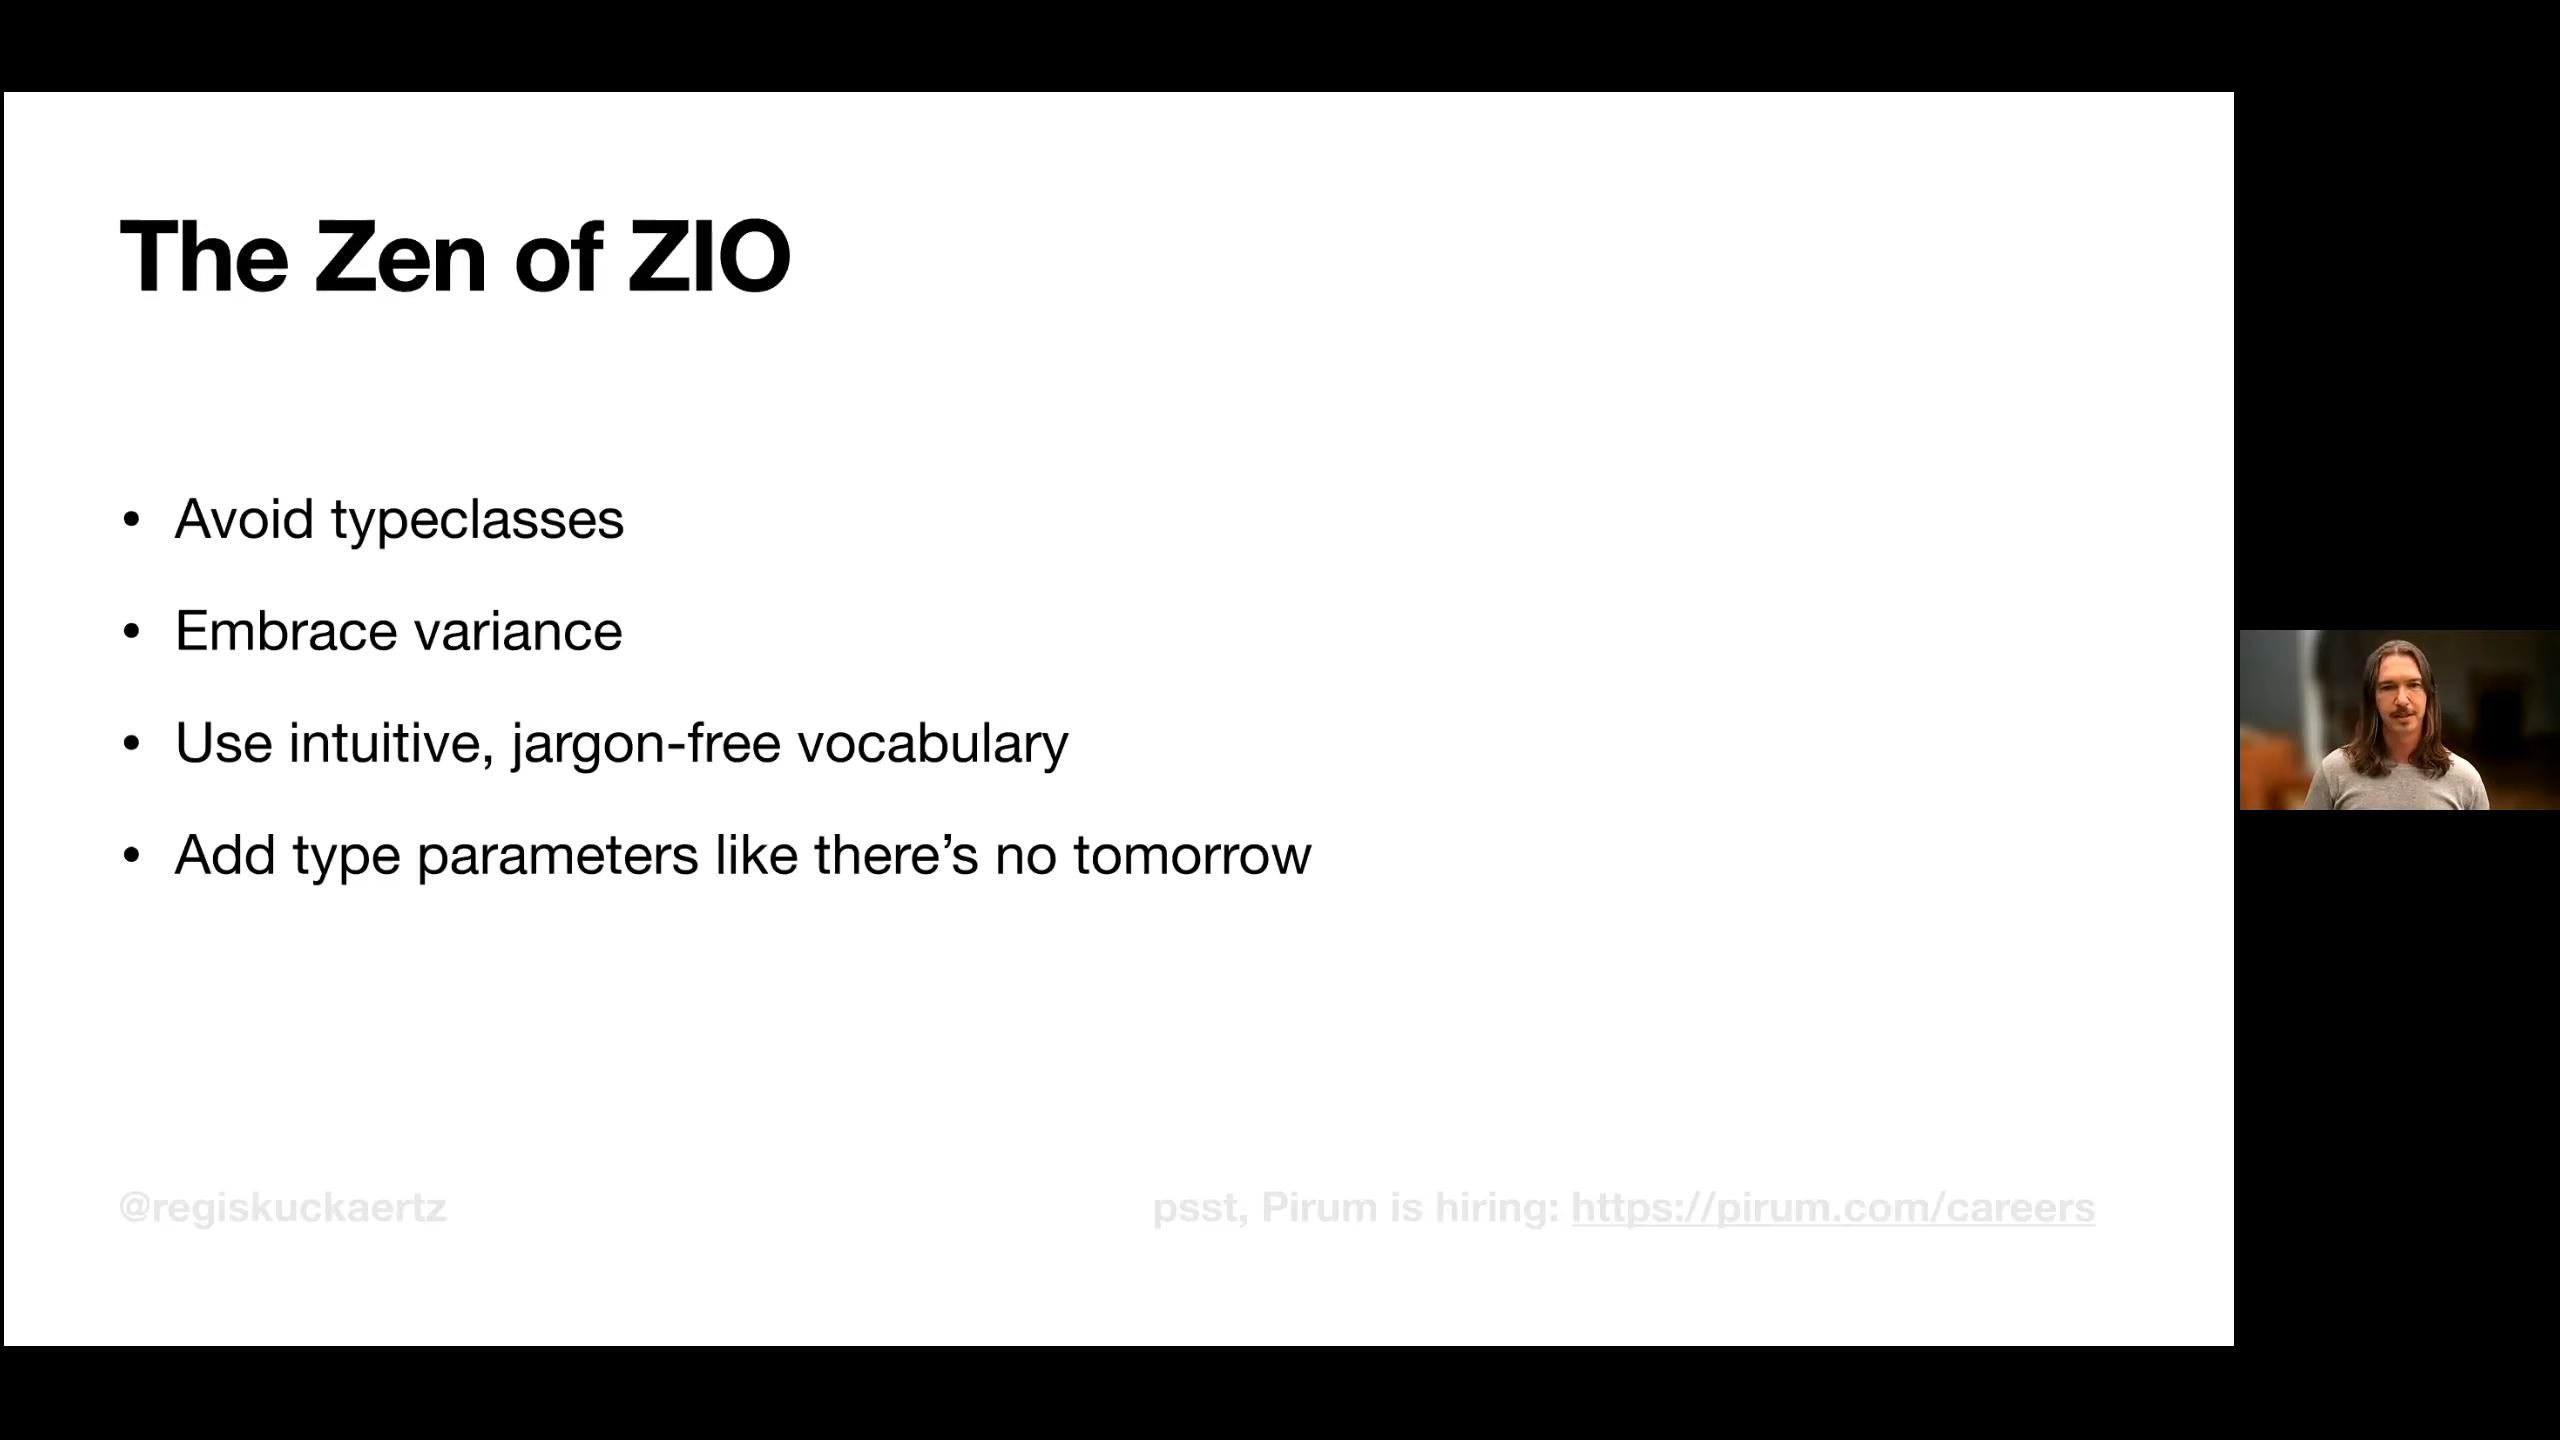 The Zen of ZIO
• Avoid typeclasses
• Embrace variance
• Use intuitive, jargon-free vocabulary
• Add type parameters like there’s no tomorrow
@regiskuckaertz
psst, Pirum is hiring: https://pirum.com/careers